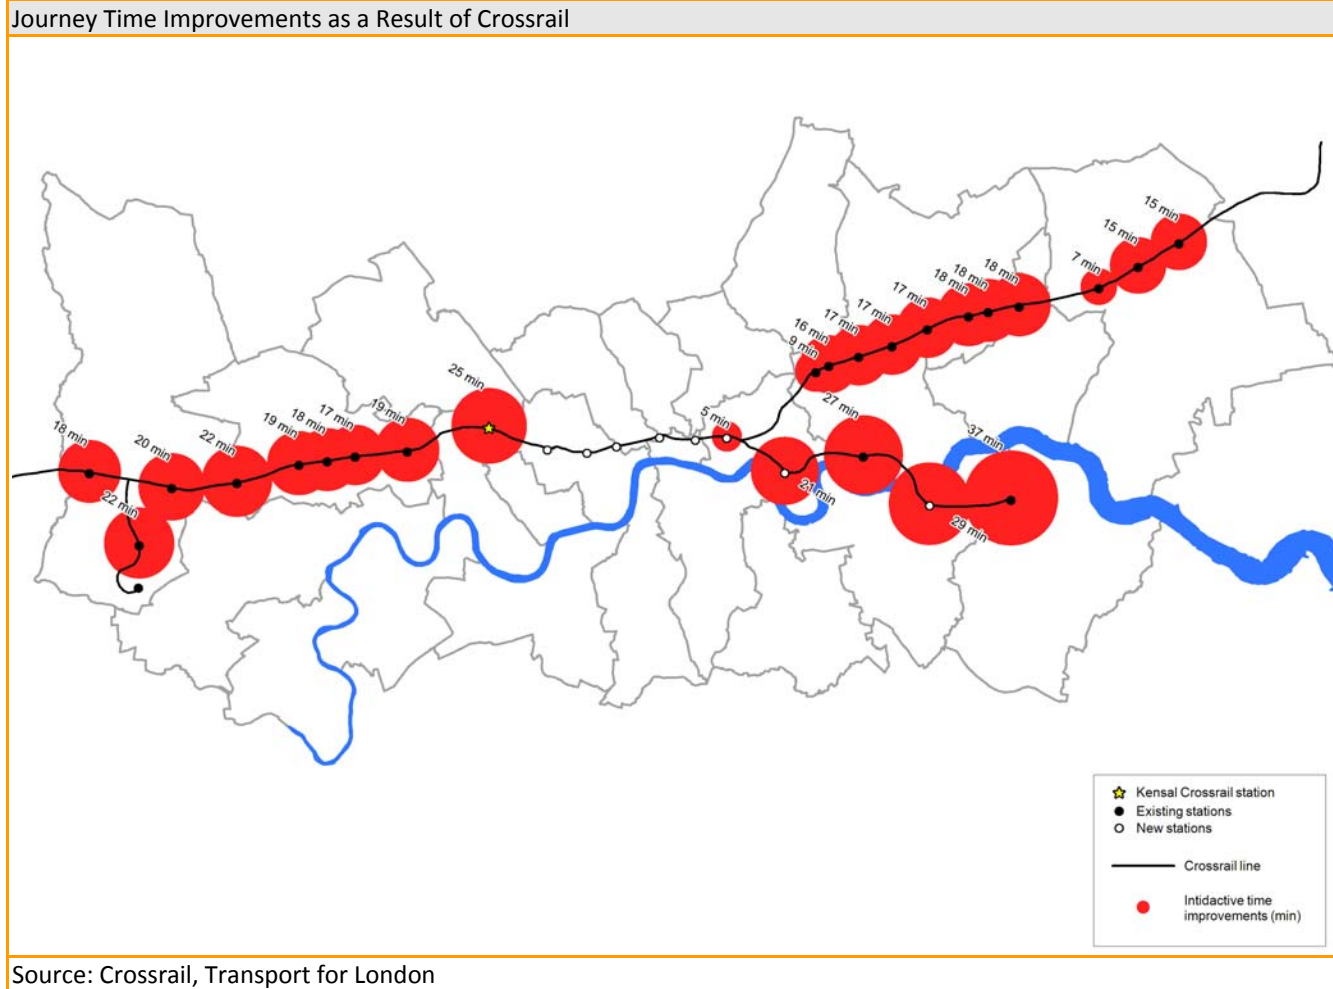 Journey Time Improvements as a Result of Crossrail
15 min
15 min
7 min
18 min
18 min
18 min
17 min
17 min
17 min
16 min
9 min
25 min
19 min
17 min
18 min
19 min
22 min
20 min
18 min
22 min
5 min
27 min
37 min
21 min
29 min
Kensal Crossrail station
Existing stations
New stations
Crossrail line
Intidactive time
improvements (min)
Source: Crossrail, Transport for London